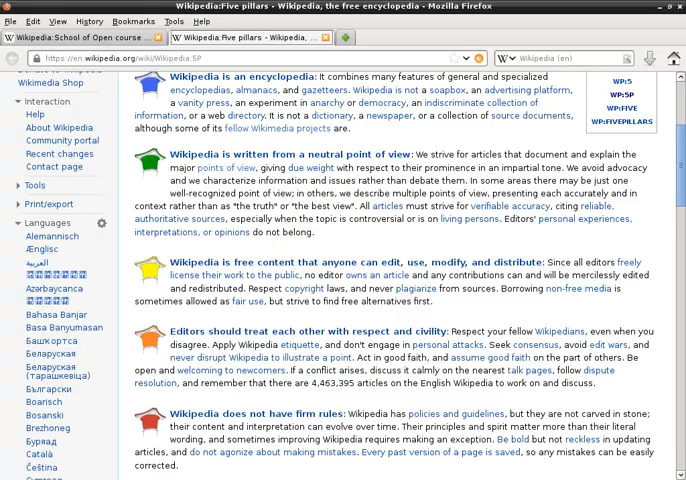 Wikipedia:Five pillars - Wikipedia, the free encyclopedia - Mozilla Firefox
File Edit View History Bookmarks Tools Help
Wikipedia:School of Open course ...
Wikipedia:Five pillars - Wikipedia, ...
https://en.wikipedia.org/wiki/Wikipedia:5P
Wikipedia (en)
Donate to Wikipedia
Wikimedia Shop
Interaction
Help
About Wikipedia
Community portal
Recent changes
Contact page
Tools
Print/export
Languages
Alemannisch
Ænglisc
العربية
Azərbaycanca
Bahasa Banjar
Basa Banyumasan
Башҡортса
Беларуская
Беларуская
(тарашкевіца)
Български
Boarisch
Bosanski
Brezhoneg
Буряад
Català
Čeština
Wikipedia is an encyclopedia: It combines many features of general and specialized
encyclopedias, almanacs, and gazetteers. Wikipedia is not a soapbox, an advertising platform,
a vanity press, an experiment in anarchy or democracy, an indiscriminate collection of
information, or a web directory. It is not a dictionary, a newspaper, or a collection of source documents,
although some of its fellow Wikimedia projects are.
WP:5
WP:5P
WP:FIVE
WP:FIVEPILLARS
Wikipedia is written from a neutral point of view: We strive for articles that document and explain the
major points of view, giving due weight with respect to their prominence in an impartial tone. We avoid advocacy
and we characterize information and issues rather than debate them. In some areas there may be just one
well-recognized point of view; in others, we describe multiple points of view, presenting each accurately and in
context rather than as "the truth" or "the best view". All articles must strive for verifiable accuracy, citing reliable,
authoritative sources, especially when the topic is controversial or is on living persons. Editors' personal experiences,
interpretations, or opinions do not belong.
Wikipedia is free content that anyone can edit, use, modify, and distribute: Since all editors freely
license their work to the public, no editor owns an article and any contributions can and will be mercilessly edited
and redistributed. Respect copyright laws, and never plagiarize from sources. Borrowing non-free media is
sometimes allowed as fair use, but strive to find free alternatives first.
Editors should treat each other with respect and civility: Respect your fellow Wikipedians, even when you
disagree. Apply Wikipedia etiquette, and don't engage in personal attacks. Seek consensus, avoid edit wars, and
never disrupt Wikipedia to illustrate a point. Act in good faith, and assume good faith on the part of others. Be
open and welcoming to newcomers. If a conflict arises, discuss it calmly on the nearest talk pages, follow dispute
resolution, and remember that there are 4,463,395 articles on the English Wikipedia to work on and discuss.
Wikipedia does not have firm rules: Wikipedia has policies and guidelines, but they are not carved in stone;
their content and interpretation can evolve over time. Their principles and spirit matter more than their literal
wording, and sometimes improving Wikipedia requires making an exception. Be bold but not reckless in updating
articles, and do not agonize about making mistakes. Every past version of a page is saved, so any mistakes can be easily
corrected.